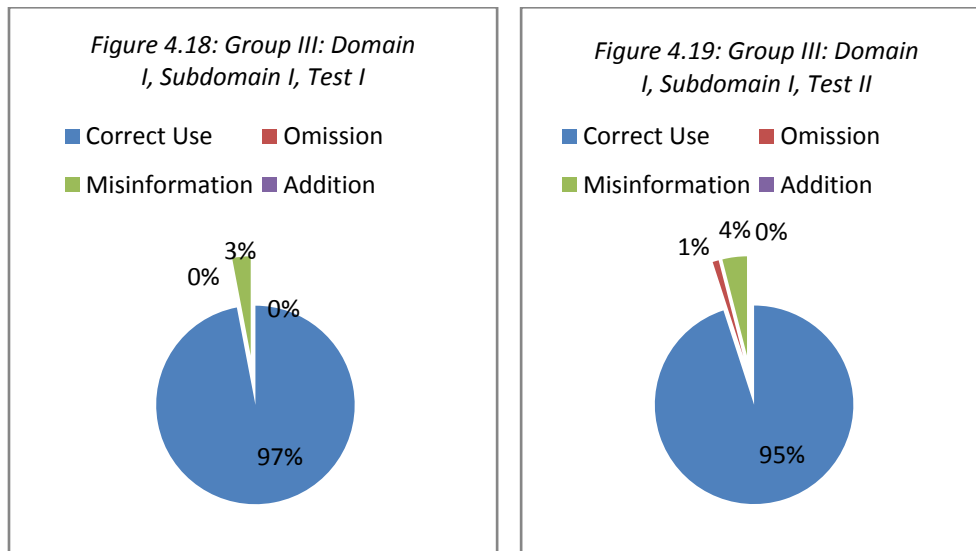 Figure 4.18: Group III: Domain
I, Subdomain I, Test I
Correct Use Omission
Misinformation Addition
3%
0%
0%
97%
Figure 4.19: Group III: Domain
I, Subdomain I, Test II
Correct Use Omission
Misinformation Addition
1% 4% 0%
95%